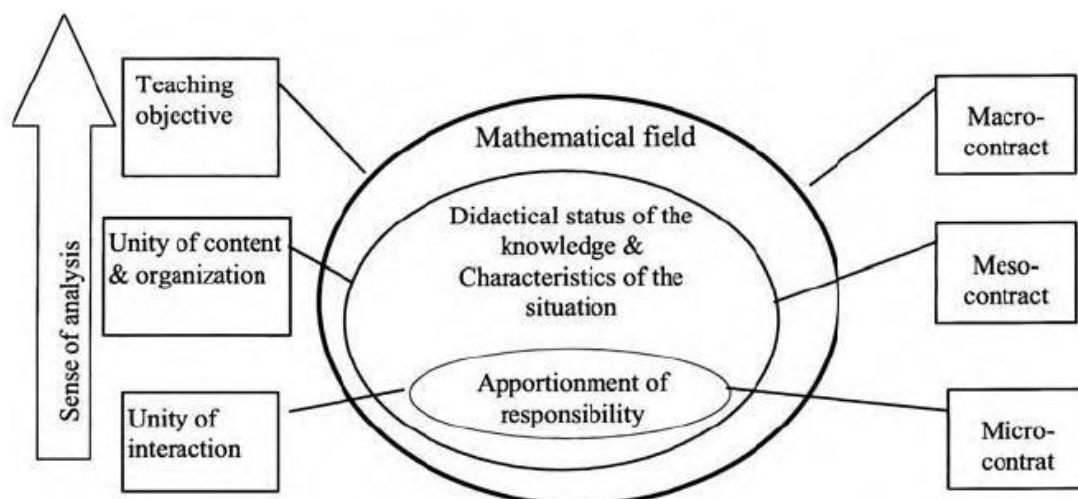 Teaching
objective
Mathematical field
Macro-
contract
Unity of content
& organization
Didactical status of the
knowledge &
Characteristics of the
situation
Meso-
contract
Sense of analysis
Unity of
interaction
Apportionment of
responsibility
Micro-
contrat